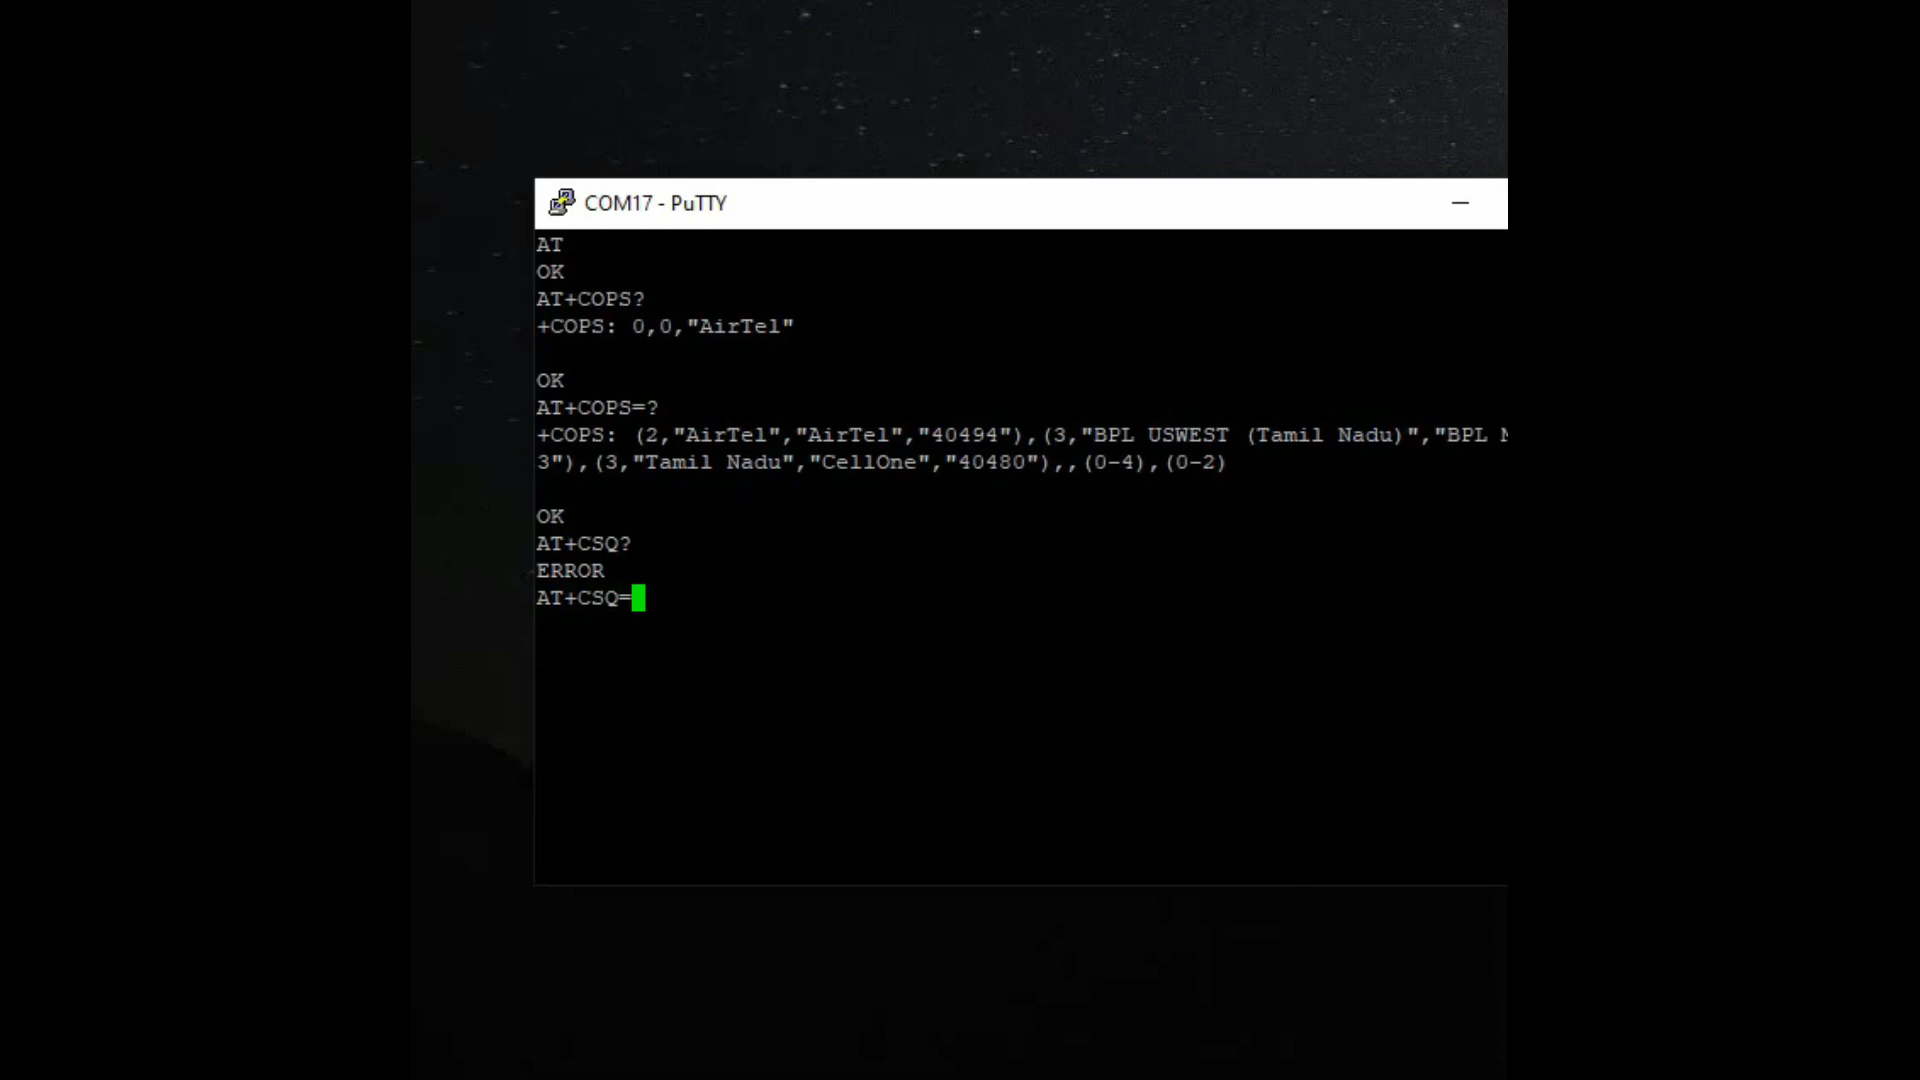 COM17 - PuTTY
AT
OK
AT+COPS?
+COPS: 0,0,"AirTel"
OK
AT+COPS=?
+COPS: (2,"AirTel","AirTel","40494"),(3,"BPL USWEST (Tamil Nadu)","BPL
3"),(3,"Tamil Nadu","CellOne","40480"),,(0-4),(0-2)
OK
AT+CSQ?
ERROR
AT+CSQ=